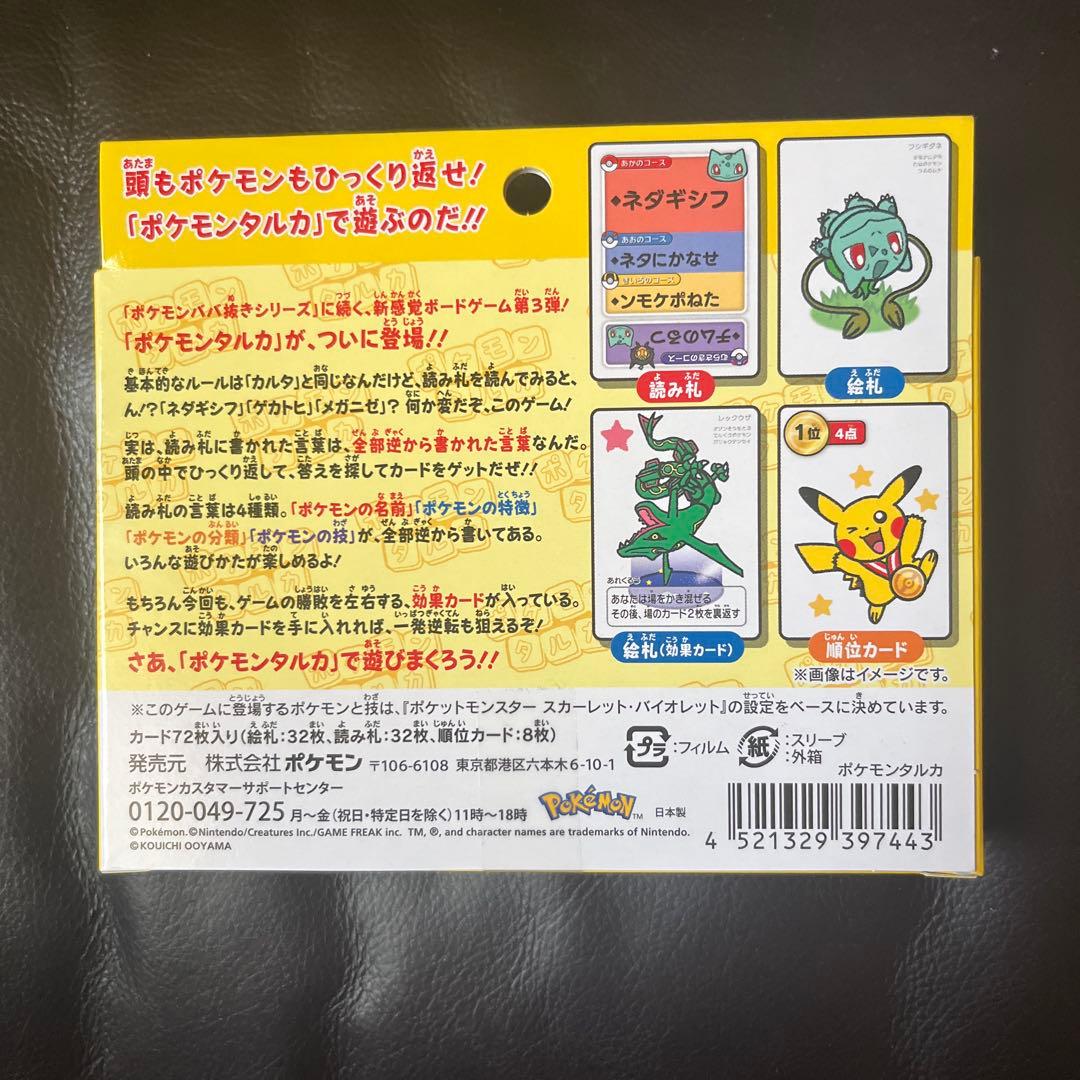 頭もポケモンもひっくり返せ!
「ポケモンタルカ」で遊ぶのだ!!
「ポケモンババ抜きシリーズ」に続く、新感覚ボードゲーム第3弾!
「ポケモンタルカ」が、ついに登場!!
基本的なルールは「カルタ」と同じなんだけど、読み札を読んでみると、
ん!?「ネダギシフ」「ゲカトヒ」「メガニゼ」? 何か変だぞ、このゲーム!
実は、読み札に書かれた言葉は、全部逆から書かれた言葉なんだ。
頭の中でひっくり返して、答えを探してカードをゲットだぜ!!
読み札の言葉は4種類。「ポケモンの名前」「ポケモンの特徴」
「ポケモンの分類」「ポケモンの技」が、全部逆から書いてある。
いろんな遊びかたが楽しめるよ!
もちろん今回も、ゲームの勝敗を左右する、効果カードが入っている。
チャンスに効果カードを手に入れれば、一発逆転も狙えるぞ!
さあ、「ポケモンタルカ」で遊びまくろう!!
あかのコース
◆ネダギシフ
あおのコース
◆ネタにかなせ
きいろのコース
◆ンモケポねた
むらさきのコース
◆チムのるつ
読み札
フシギダネ
絵札
レックウザ
あれくるう
あなたは場をかき混ぜる
その後、場のカード2枚を裏返す
絵札(効果カード)
1位 4点
順位カード
※画像はイメージです。
※このゲームに登場するポケモンと技は、『ポケットモンスター スカーレット・バイオレット』の設定をベースに決めています。
カード72枚入り(絵札:32枚、読み札:32枚、順位カード:8枚)
発売元 株式会社ポケモン 〒106-6108 東京都港区六本木6-10-1
ポケモンカスタマーサポートセンター
0120-049-725 月~金(祝日・特定日を除く)11時~18時
プラ :フィルム 紙 :スリーブ
:外箱
ポケモンタルカ
POKéMON TM 日本製
©Pokémon. ©Nintendo/Creatures Inc./GAME FREAK inc. TM, ®, and character names are trademarks of Nintendo.
©KOUICHI OOYAMA
4 521329 397443